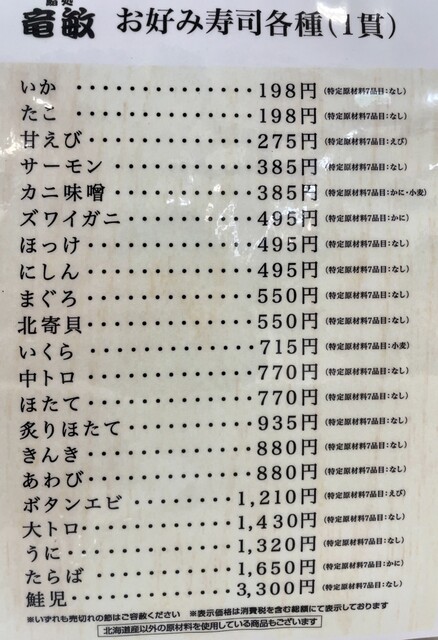 鮨処
竜敏 お好み寿司各種(1貫)
いか ・・・・・・・・・・・・・・ 198円 (特定原材料7品目:なし)
たこ ・・・・・・・・・・・・・・ 198円 (特定原材料7品目:なし)
甘えび ・・・・・・・・・・・・・ 275円 (特定原材料7品目:えび)
サーモン ・・・・・・・・・・・ 385円 (特定原材料7品目:なし)
カニ味噌 ・・・・・・・・・・・ 385円 (特定原材料7品目:かに・小麦)
ズワイガニ ・・・・・・・・・・ 495円 (特定原材料7品目:かに)
ほっけ ・・・・・・・・・・・・・ 495円 (特定原材料7品目:なし)
にしん ・・・・・・・・・・・・・ 495円 (特定原材料7品目:なし)
まぐろ ・・・・・・・・・・・・・ 550円 (特定原材料7品目:なし)
北寄貝 ・・・・・・・・・・・・・ 550円 (特定原材料7品目:なし)
いくら ・・・・・・・・・・・・・ 715円 (特定原材料7品目:小麦)
中トロ ・・・・・・・・・・・・・ 770円 (特定原材料7品目:なし)
ほたて ・・・・・・・・・・・・・ 770円 (特定原材料7品目:なし)
炙りほたて ・・・・・・・・・・ 935円 (特定原材料7品目:なし)
きんき ・・・・・・・・・・・・・ 880円 (特定原材料7品目:なし)
あわび ・・・・・・・・・・・・・ 880円 (特定原材料7品目:なし)
ボタンエビ ・・・・・・・・・ 1,210円 (特定原材料7品目:えび)
大トロ ・・・・・・・・・・・・ 1,430円 (特定原材料7品目:なし)
うに ・・・・・・・・・・・・・ 1,320円 (特定原材料7品目:なし)
たらば ・・・・・・・・・・・・ 1,650円 (特定原材料7品目:かに)
鮭児 ・・・・・・・・・・・・・ 3,300円 (特定原材料7品目:なし)
※いずれも売切れの節はご容赦ください ※表示価格は消費税を含む総額にて表示しております
北海道産以外の原材料を使用している商品もございます